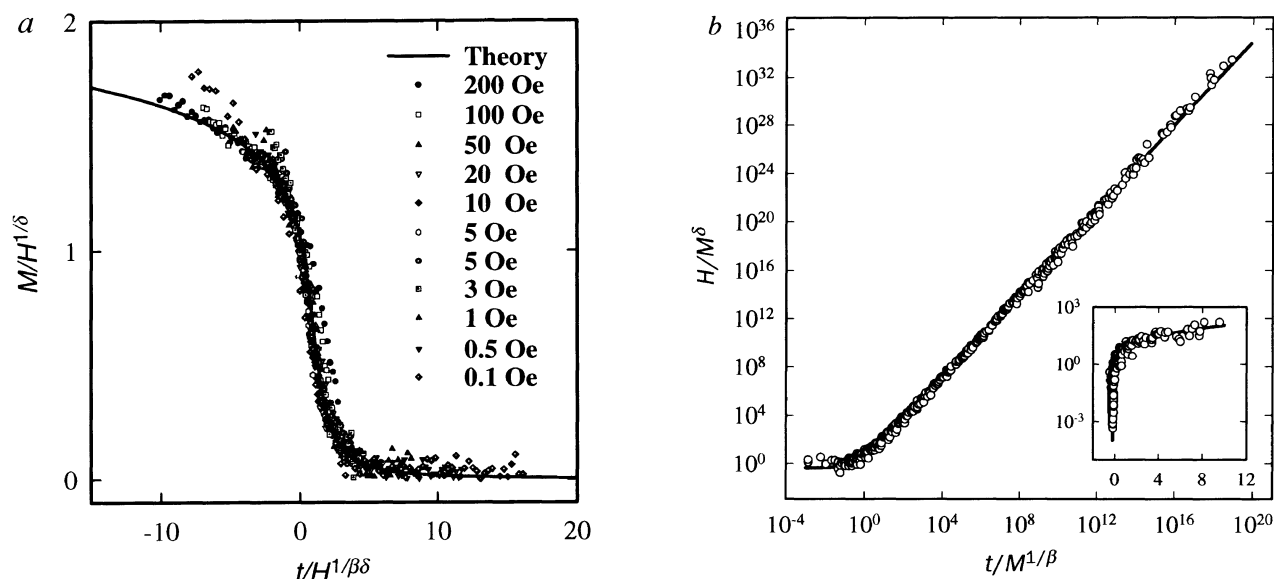 a
2
1
0
-10
0
10
20
M/H^{1/δ}
t/H^{1/βδ}
Theory
200 Oe
100 Oe
50 Oe
20 Oe
10 Oe
5 Oe
5 Oe
3 Oe
1 Oe
0.5 Oe
0.1 Oe
b
10^{36}
10^{32}
10^{28}
10^{24}
10^{20}
10^{16}
10^{12}
10^{8}
10^{4}
10^{0}
H/M^{δ}
10^{-4}
10^{0}
10^{4}
10^{8}
10^{12}
10^{16}
10^{20}
t/M^{1/β}
10^{3}
10^{0}
10^{-3}
0
4
8
12